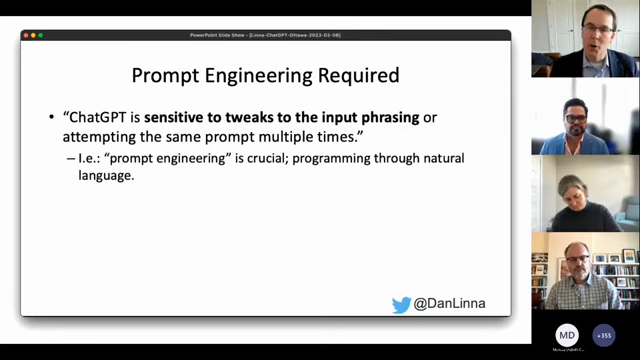 PowerPoint Slide Show - [Linna-ChatGPT-Ottawa-2023-02-08]
Prompt Engineering Required
• “ChatGPT is sensitive to tweaks to the input phrasing or
attempting the same prompt multiple times.”
– I.e.: “prompt engineering” is crucial; programming through natural
language.
@DanLinna
MD
+355